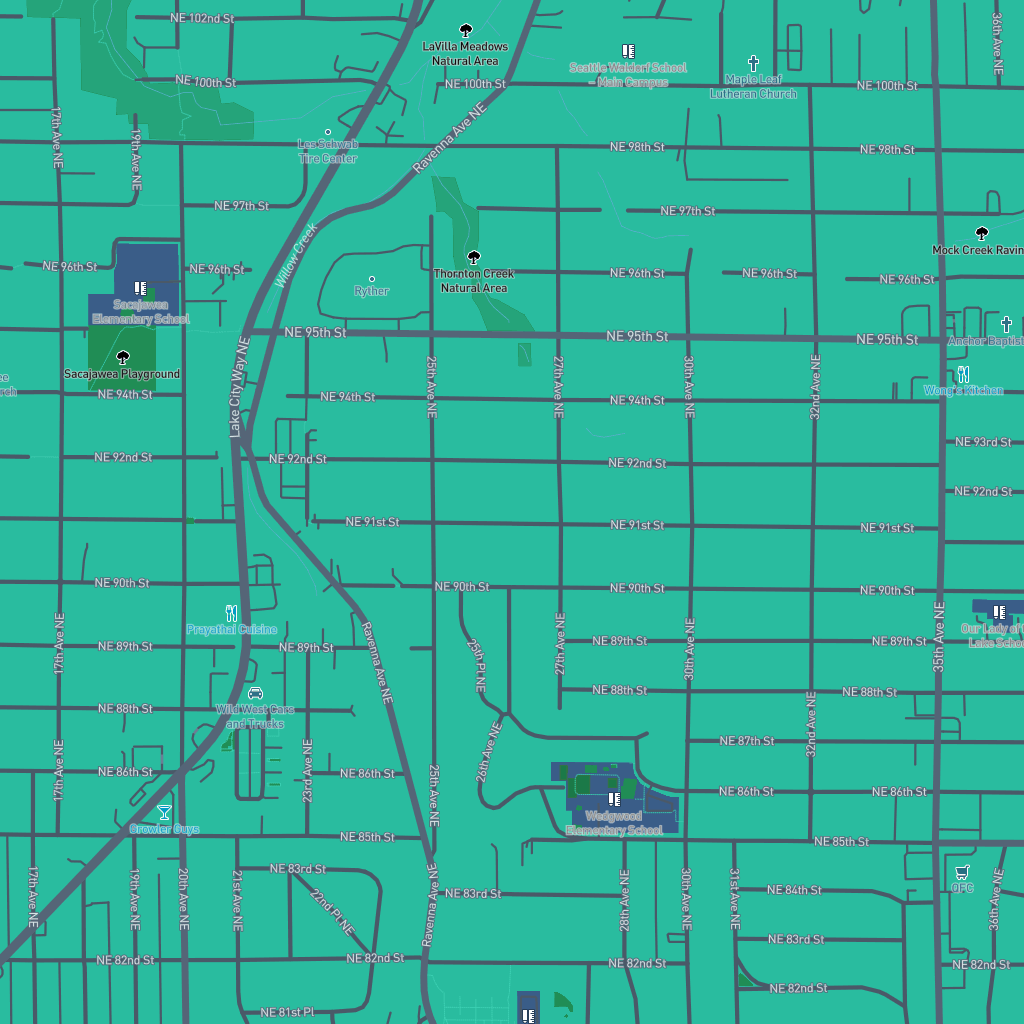 NE 102nd St
LaVilla Meadows
Natural Area
Seattle Waldorf School
- Main Campus
36th Ave NE
NE 100th St
NE 100th St
Maple Leaf
Lutheran Church
NE 100th St
17th Ave NE
19th Ave NE
Les Schwab
Tire Center
Ravenna Ave NE
NE 98th St
NE 98th St
NE 97th St
NE 97th St
Willow Creek
Mock Creek Ravin
NE 96th St
NE 96th St
Thornton Creek
Natural Area
NE 96th St
NE 96th St
NE 96th St
Ryther
Sacajawea
Elementary School
NE 95th St
NE 95th St
NE 95th St
Anchor Baptist
Sacajawea Playground
Lake City Way NE
25th Ave NE
27th Ave NE
30th Ave NE
32nd Ave NE
Wong's Kitchen
NE 94th St
NE 94th St
NE 94th St
NE 93rd St
NE 92nd St
NE 92nd St
NE 92nd St
NE 92nd St
NE 91st St
NE 91st St
NE 91st St
NE 90th St
NE 90th St
NE 90th St
NE 90th St
Prayathai Cuisine
17th Ave NE
NE 89th St
NE 89th St
Ravenna Ave NE
25th Pl NE
27th Ave NE
NE 89th St
30th Ave NE
NE 89th St
35th Ave NE
Lake School
NE 88th St
NE 88th St
NE 88th St
Wild West Cars
and Trucks
17th Ave NE
23rd Ave NE
25th Ave NE
26th Ave NE
32nd Ave NE
NE 87th St
NE 86th St
NE 86th St
NE 86th St
NE 86th St
Growler Guys
Wedgwood
Elementary School
NE 85th St
NE 85th St
17th Ave NE
19th Ave NE
20th Ave NE
21st Ave NE
NE 83rd St
22nd Pl NE
Ravenna Ave NE
NE 83rd St
28th Ave NE
30th Ave NE
31st Ave NE
NE 84th St
QFC
36th Ave NE
NE 83rd St
NE 82nd St
NE 82nd St
NE 82nd St
NE 82nd St
NE 82nd St
NE 81st Pl